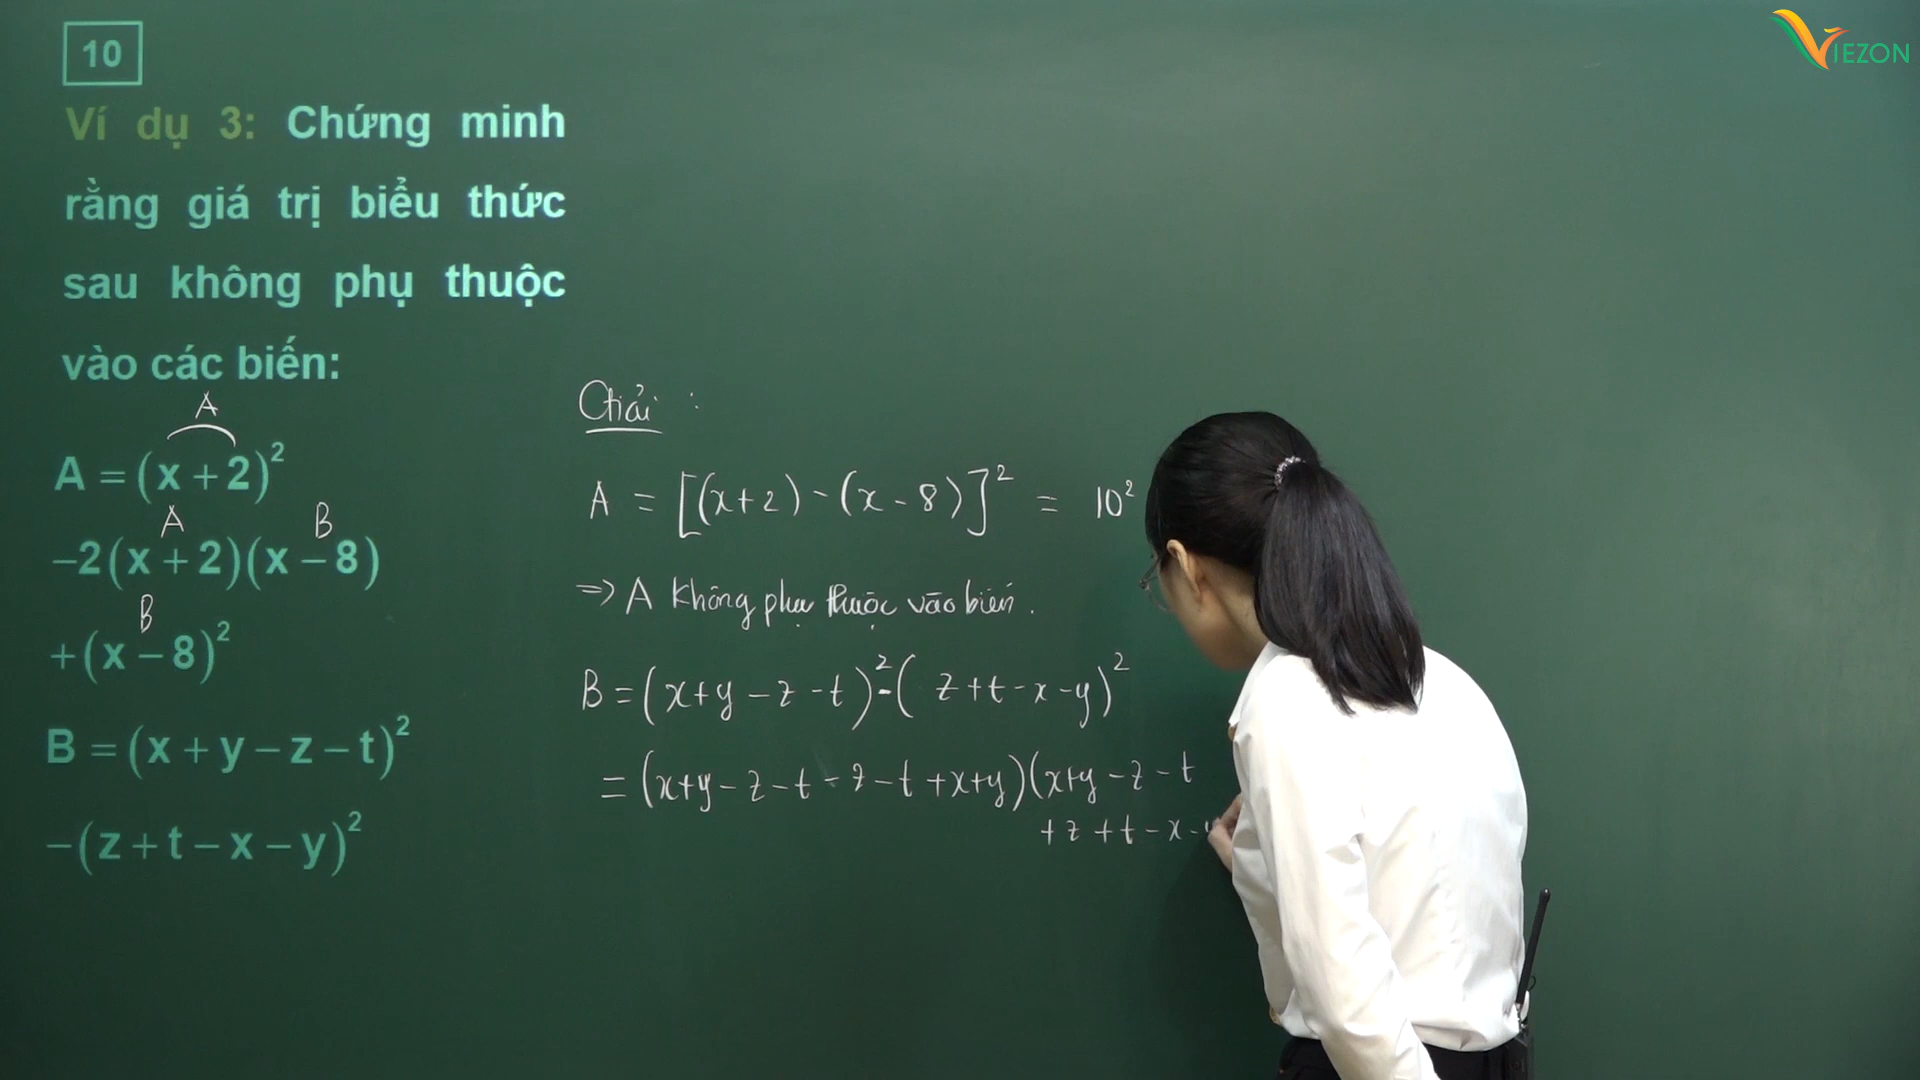 10
VIEZON
Ví dụ 3: Chứng minh
rằng giá trị biểu thức
sau không phụ thuộc
vào các biến:
A
A = (x + 2)²
A B
−2(x + 2)(x − 8)
B
+(x − 8)²
B = (x + y − z − t)²
−(z + t − x − y)²
Giải :
A = [(x+2) - (x - 8)]² = 10²
=> A không phụ thuộc vào biến.
B = (x+y - z - t)² - (z+t - x - y)²
= (x+y - z - t - z - t + x+y)(x+y - z - t
+ z + t - x -